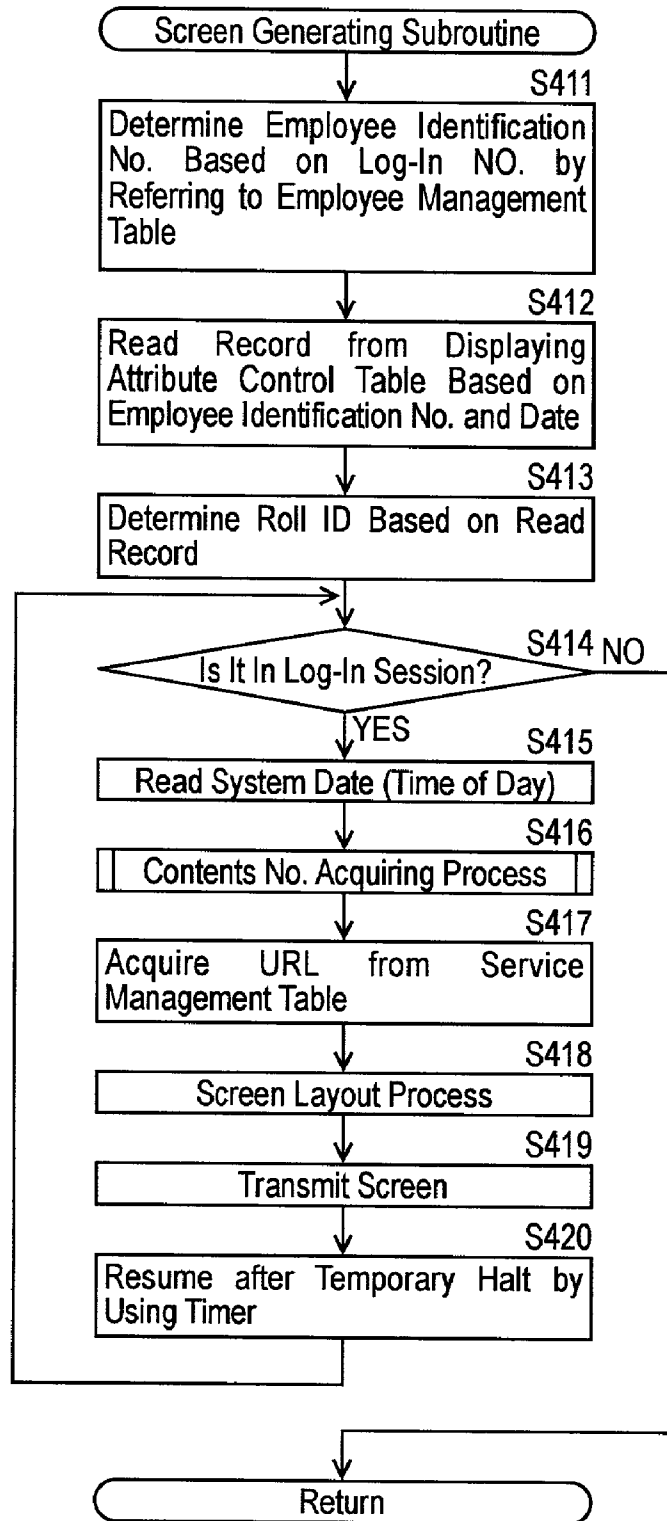 Screen Generating Subroutine
S411
Determine Employee Identification
No. Based on Log-In NO. by
Referring to Employee Management
Table
S412
Read Record from Displaying
Attribute Control Table Based on
Employee Identification No. and Date
S413
Determine Roll ID Based on Read
Record
S414 NO
Is It In Log-In Session?
YES
S415
Read System Date (Time of Day)
S416
Contents No. Acquiring Process
S417
Acquire URL from Service
Management Table
S418
Screen Layout Process
S419
Transmit Screen
S420
Resume after Temporary Halt by
Using Timer
Return